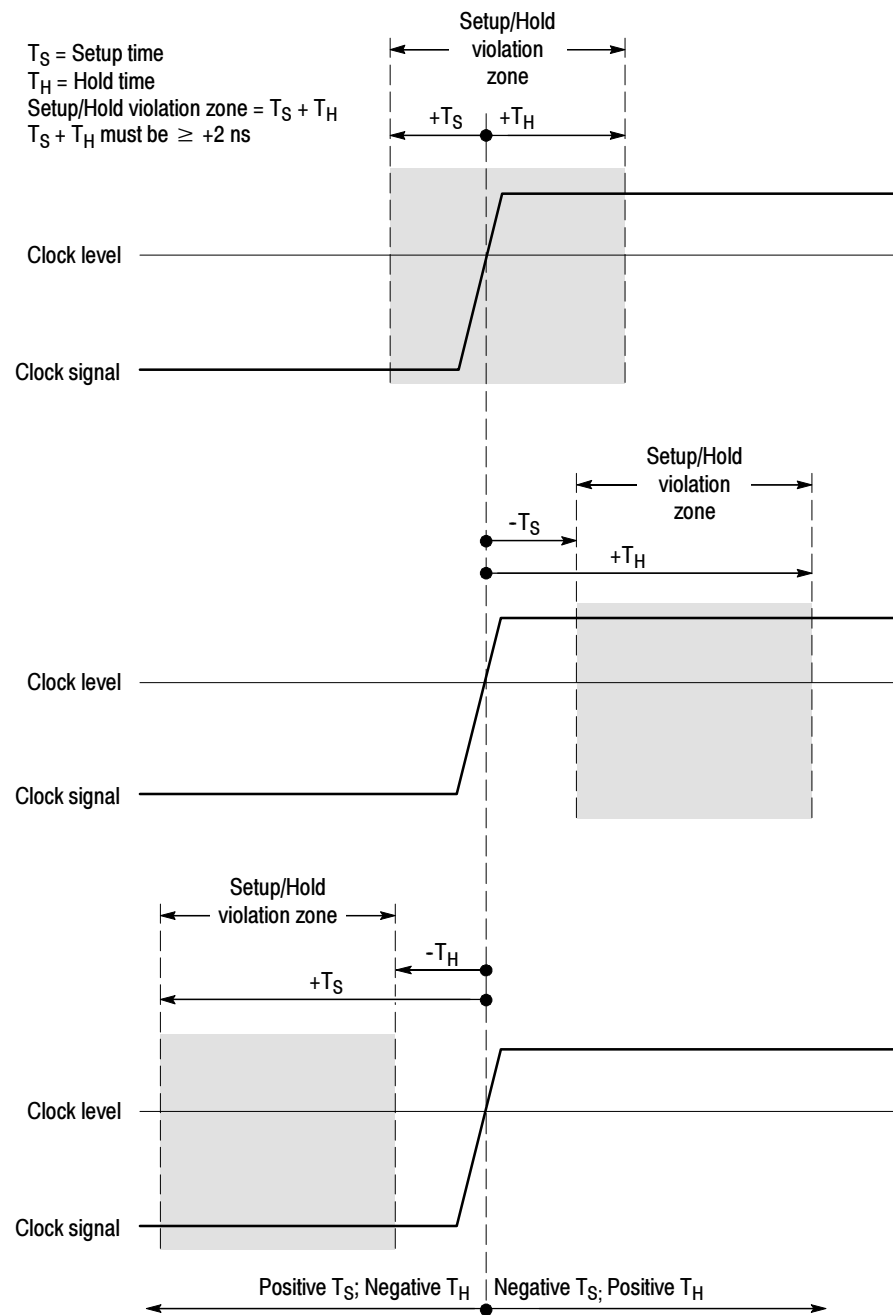 T_S = Setup time
T_H = Hold time
Setup/Hold violation zone = T_S + T_H
T_S + T_H must be ≥ +2 ns
Setup/Hold
violation
zone
+T_S
+T_H
Clock level
Clock signal
Setup/Hold
violation
zone
-T_S
+T_H
Clock level
Clock signal
Setup/Hold
violation zone
-T_H
+T_S
Clock level
Clock signal
Positive T_S; Negative T_H
Negative T_S; Positive T_H